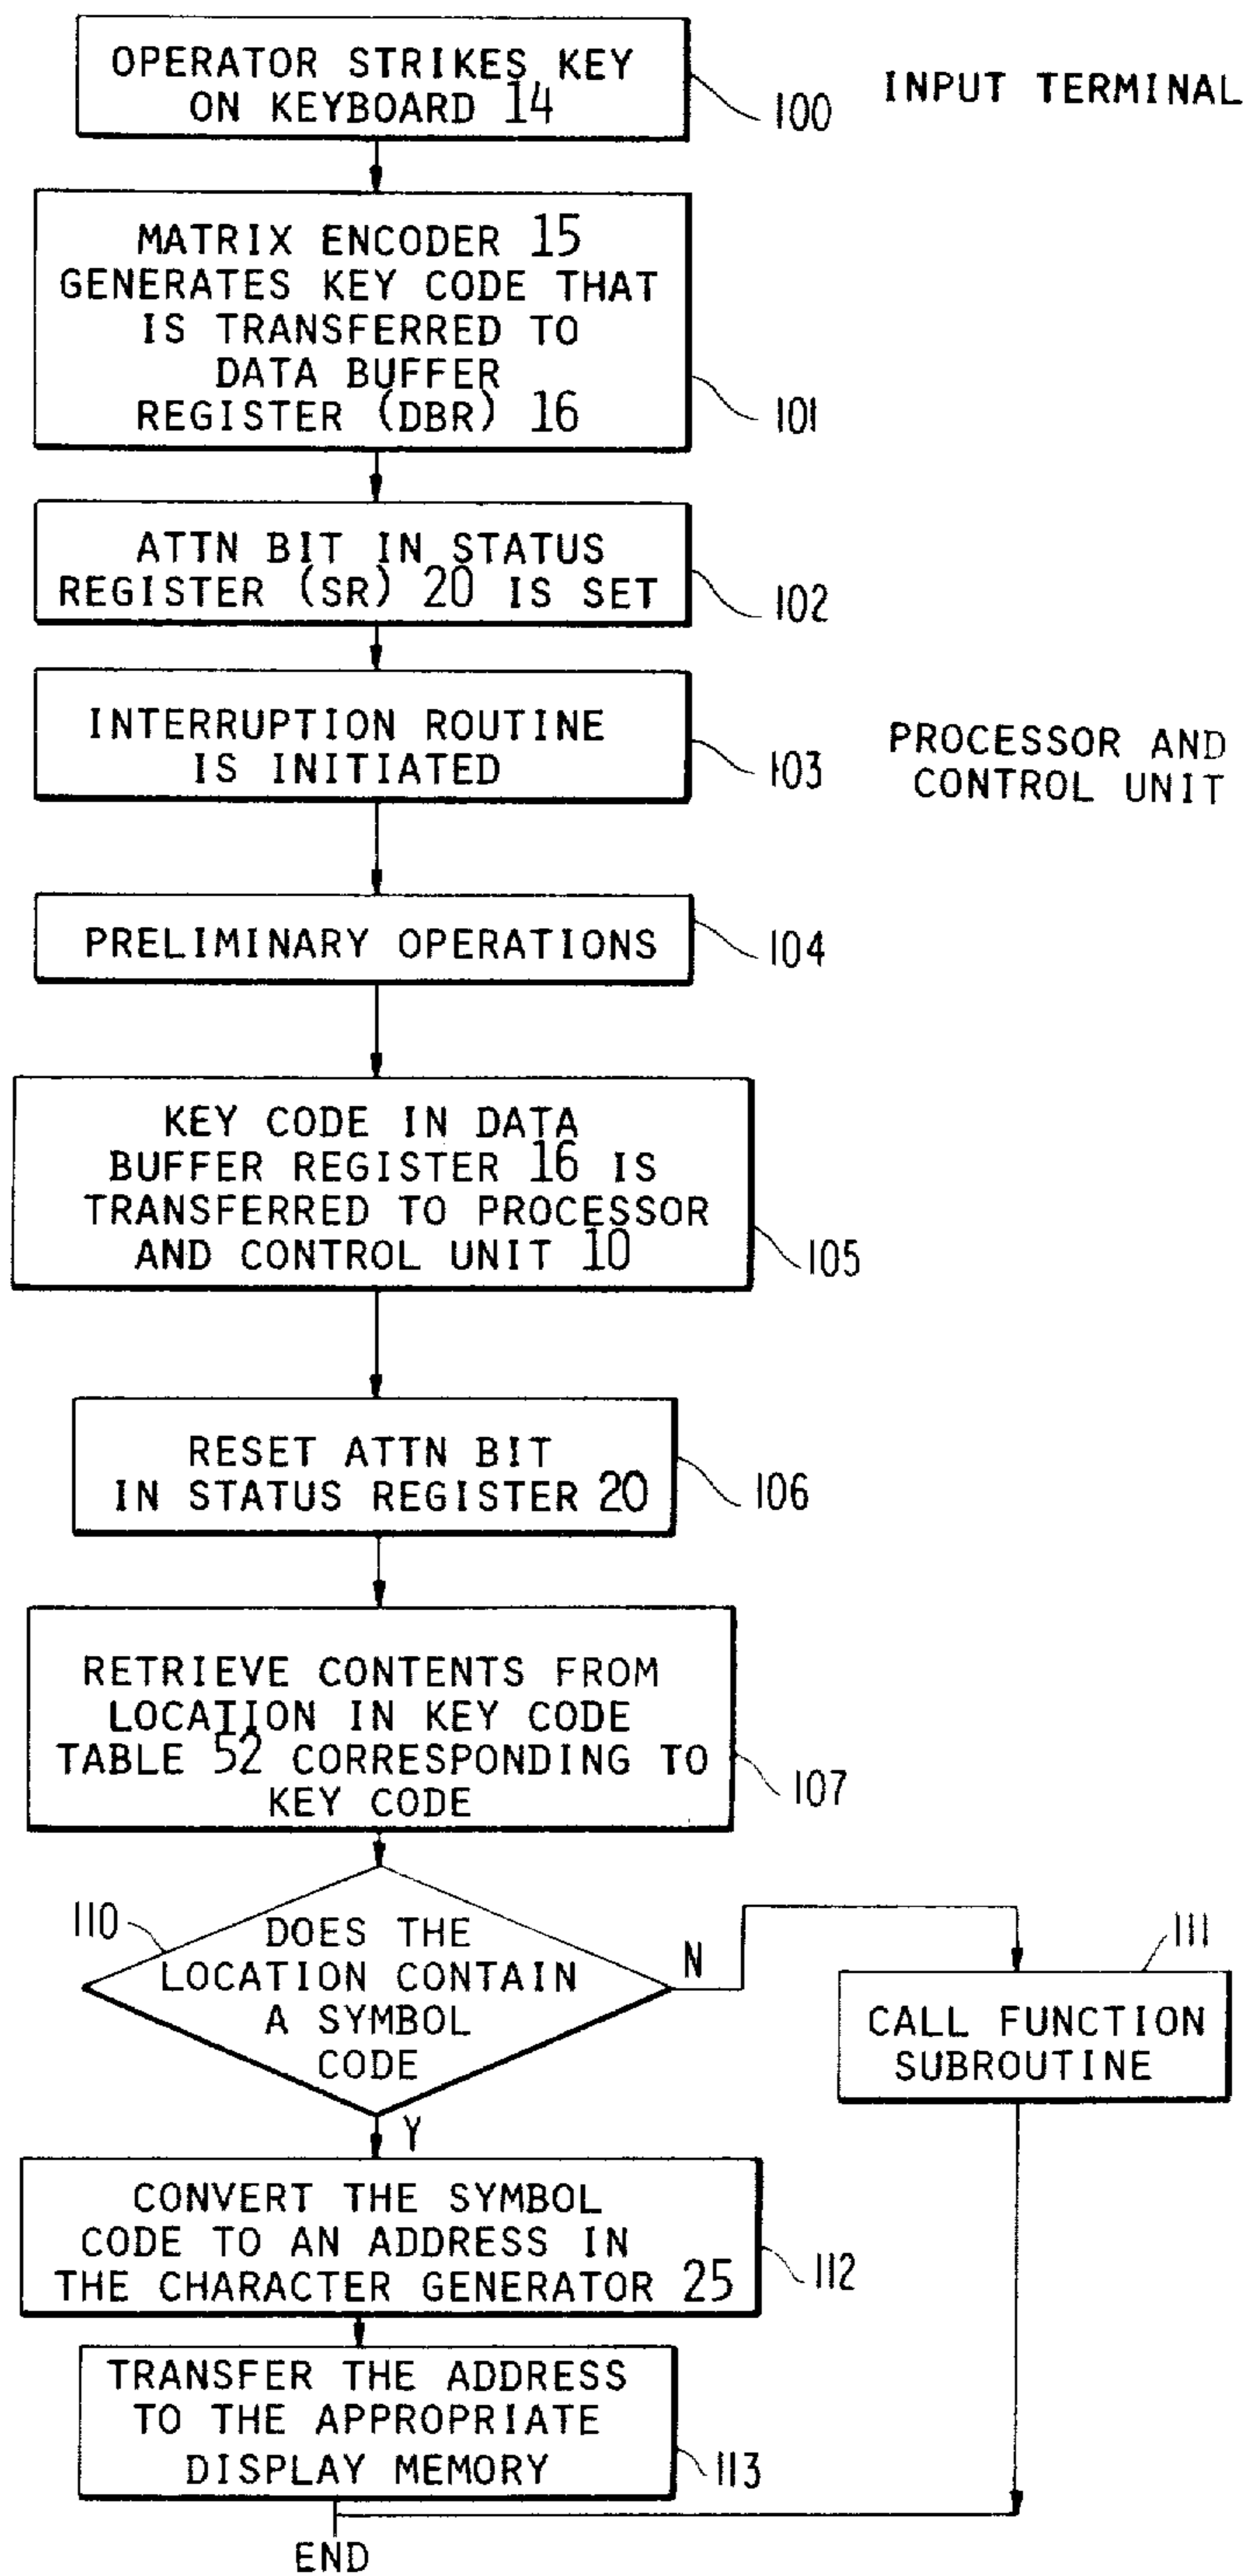 OPERATOR STRIKES KEY
ON KEYBOARD 14
100
INPUT TERMINAL
MATRIX ENCODER 15
GENERATES KEY CODE THAT
IS TRANSFERRED TO
DATA BUFFER
REGISTER (DBR) 16
101
ATTN BIT IN STATUS
REGISTER (SR) 20 IS SET
102
INTERRUPTION ROUTINE
IS INITIATED
103
PROCESSOR AND
CONTROL UNIT
PRELIMINARY OPERATIONS
104
KEY CODE IN DATA
BUFFER REGISTER 16 IS
TRANSFERRED TO PROCESSOR
AND CONTROL UNIT 10
105
RESET ATTN BIT
IN STATUS REGISTER 20
106
RETRIEVE CONTENTS FROM
LOCATION IN KEY CODE
TABLE 52 CORRESPONDING TO
KEY CODE
107
110
DOES THE
LOCATION CONTAIN
A SYMBOL
CODE
N
Y
111
CALL FUNCTION
SUBROUTINE
CONVERT THE SYMBOL
CODE TO AN ADDRESS IN
THE CHARACTER GENERATOR 25
112
TRANSFER THE ADDRESS
TO THE APPROPRIATE
DISPLAY MEMORY
113
END